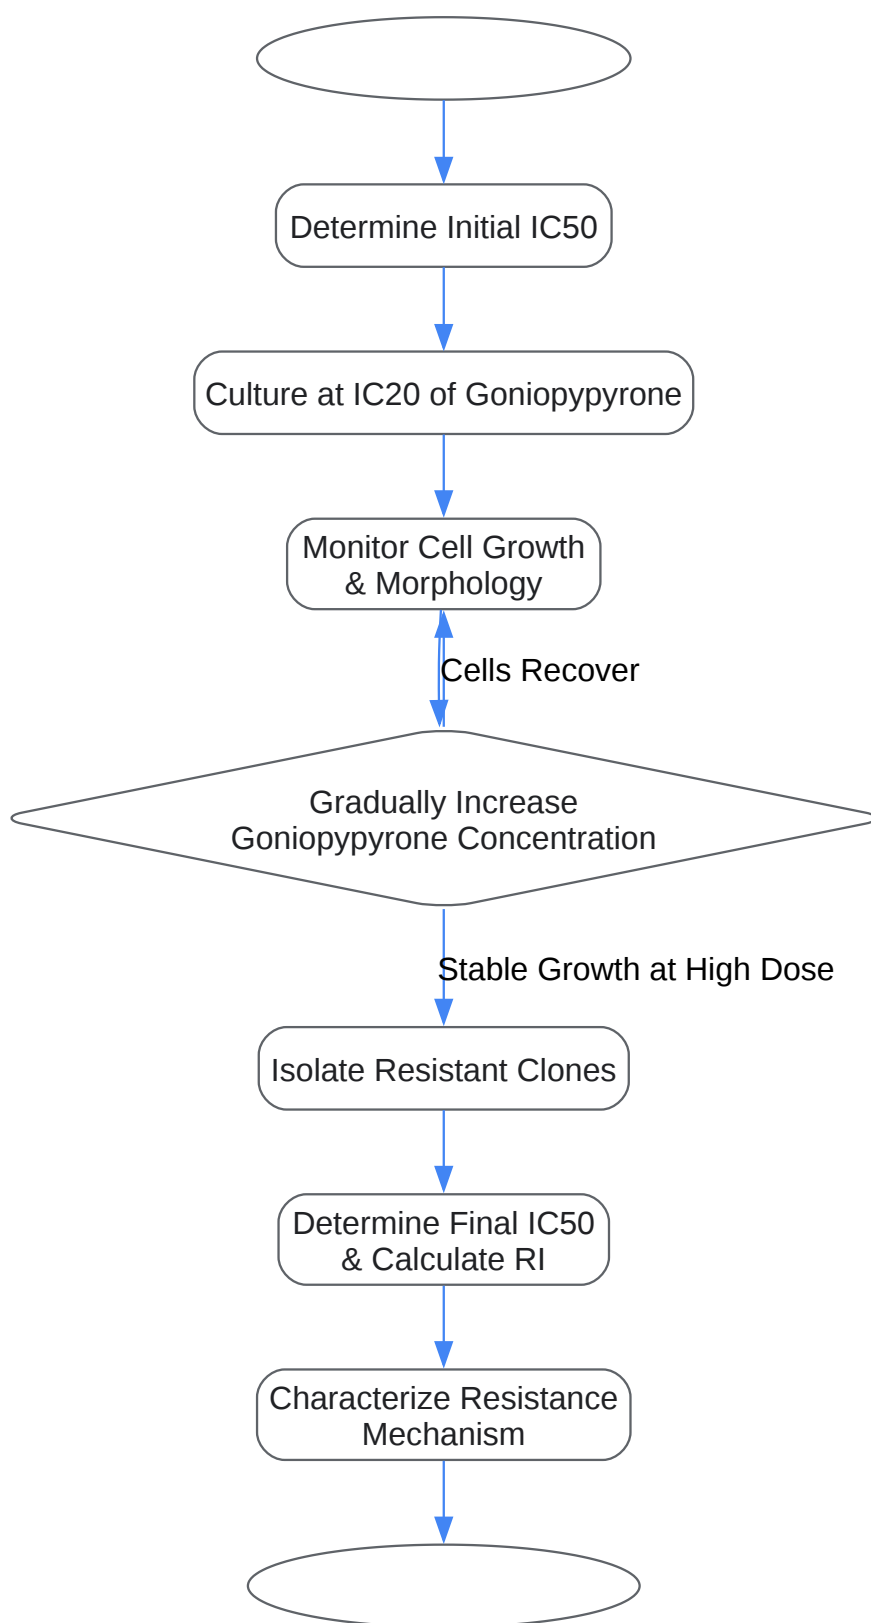 Determine Initial IC50
Culture at IC20 of Goniopypyrone
Monitor Cell Growth
& Morphology
Cells Recover
Gradually Increase
Goniopypyrone Concentration
Stable Growth at High Dose
Isolate Resistant Clones
Determine Final IC50
& Calculate RI
Characterize Resistance
Mechanism